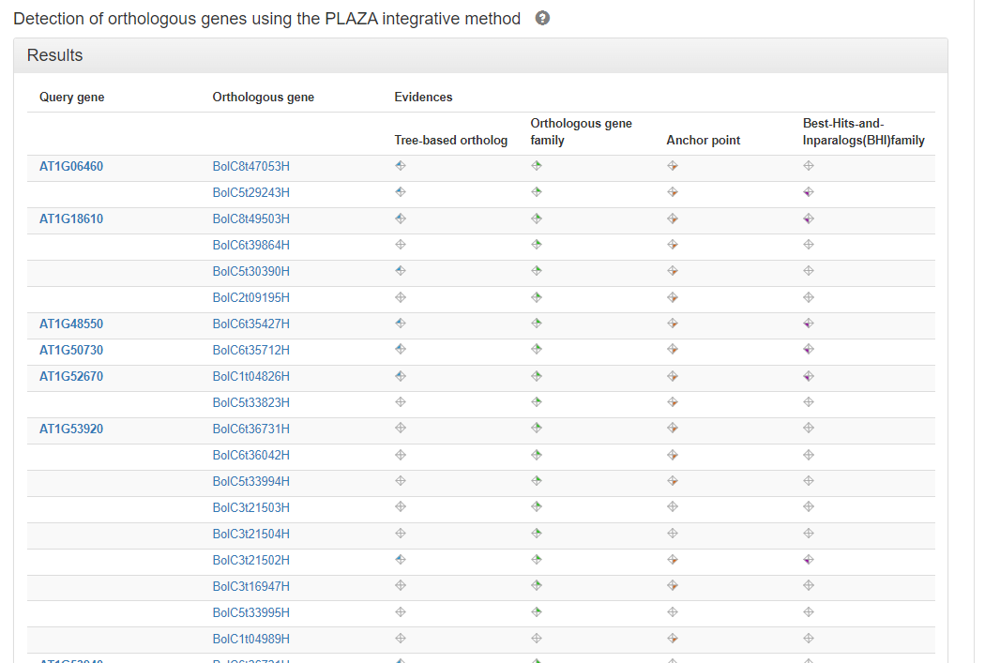 Detection of orthologous genes using the PLAZA integrative method ?
Results
Query gene Orthologous gene Evidences
Tree-based ortholog Orthologous gene family Anchor point Best-Hits-and-Inparalogs(BHI)family
AT1G06460 BolC8t47053H
BolC5t29243H
AT1G18610 BolC8t49503H
BolC6t39864H
BolC5t30390H
BolC2t09195H
AT1G48550 BolC6t35427H
AT1G50730 BolC6t35712H
AT1G52670 BolC1t04826H
BolC5t33823H
AT1G53920 BolC6t36731H
BolC6t36042H
BolC5t33994H
BolC3t21503H
BolC3t21504H
BolC3t21502H
BolC3t16947H
BolC5t33995H
BolC1t04989H